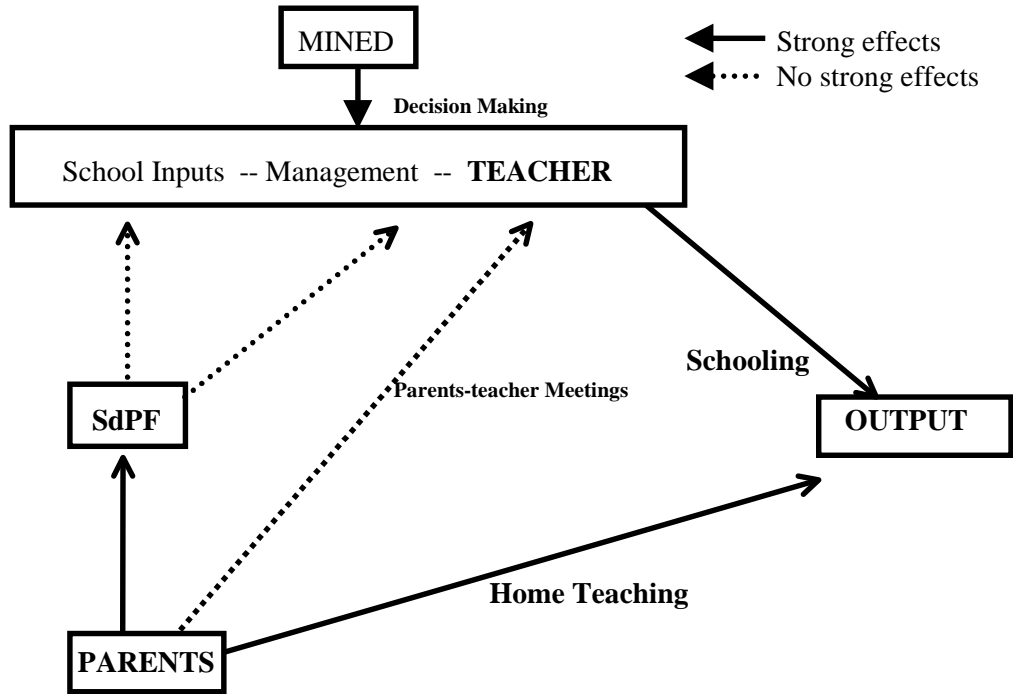 MINED
Strong effects
No strong effects
Decision Making
School Inputs -- Management -- TEACHER
Schooling
Parents-teacher Meetings
SdPF
OUTPUT
Home Teaching
PARENTS